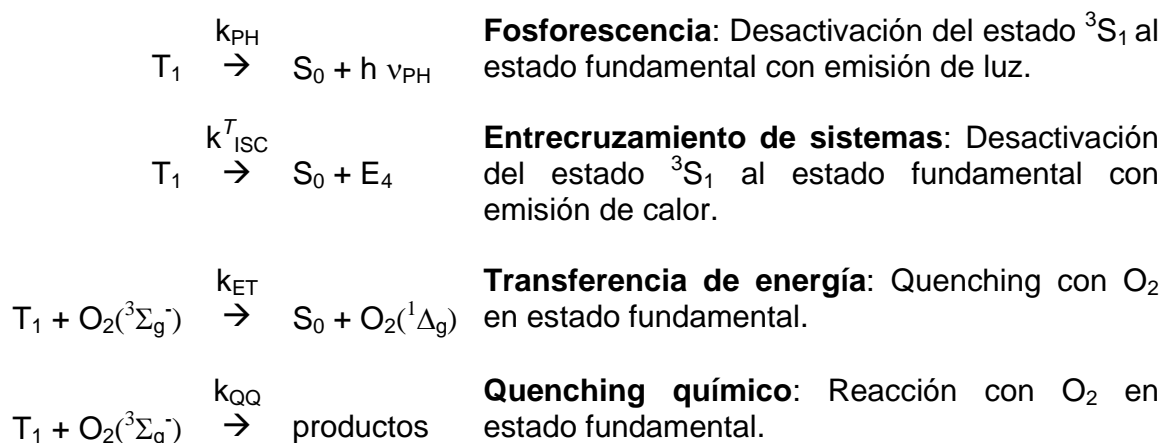 k_PH
T₁ → S₀ + h ν_PH
Fosforescencia: Desactivación del estado ³S₁ al
estado fundamental con emisión de luz.
k^T_ISC
T₁ → S₀ + E₄
Entrecruzamiento de sistemas: Desactivación
del estado ³S₁ al estado fundamental con
emisión de calor.
k_ET
T₁ + O₂(³Σg⁻) → S₀ + O₂(¹Δg)
Transferencia de energía: Quenching con O₂
en estado fundamental.
k_QQ
T₁ + O₂(³Σg⁻) → productos
Quenching químico: Reacción con O₂ en
estado fundamental.